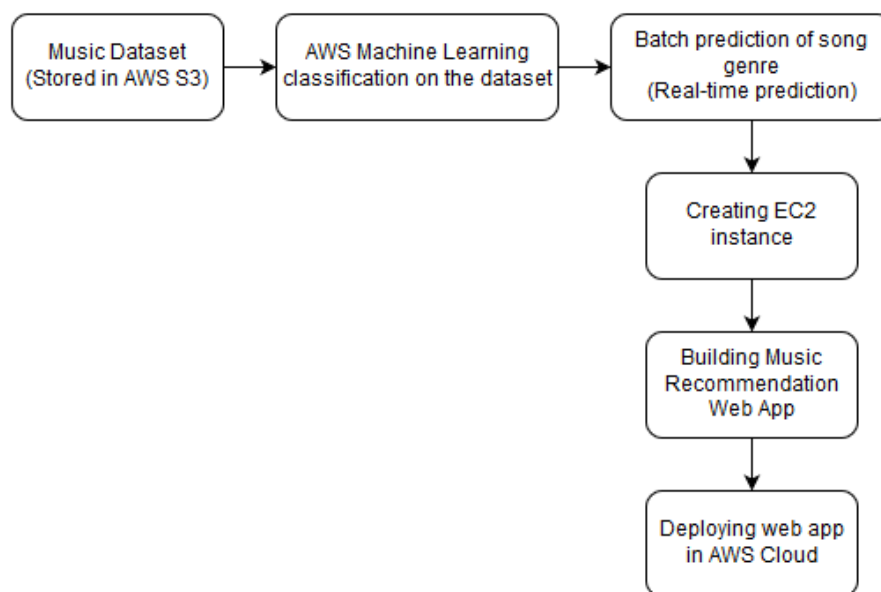 Music Dataset
(Stored in AWS S3)
AWS Machine Learning
classification on the dataset
Batch prediction of song
genre
(Real-time prediction)
Creating EC2
instance
Building Music
Recommendation
Web App
Deploying web app
in AWS Cloud